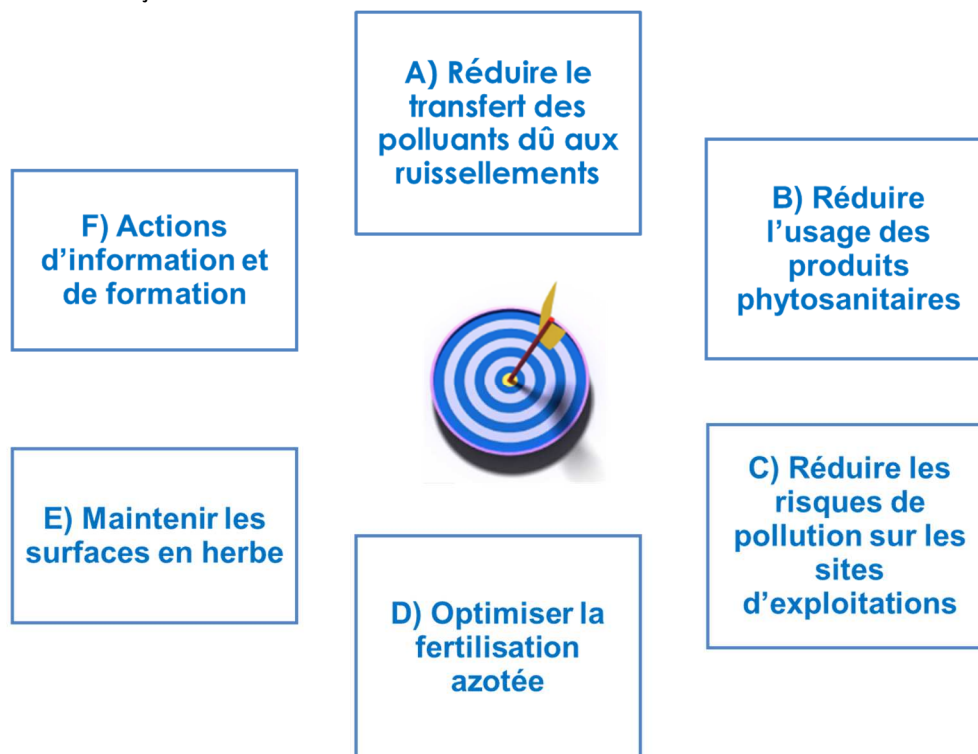 A) Réduire le
transfert des
polluants dû aux
ruissellements
B) Réduire
l’usage des
produits
phytosanitaires
C) Réduire les
risques de
pollution sur les
sites
d’exploitations
D) Optimiser la
fertilisation
azotée
E) Maintenir les
surfaces en herbe
F) Actions
d’information et
de formation